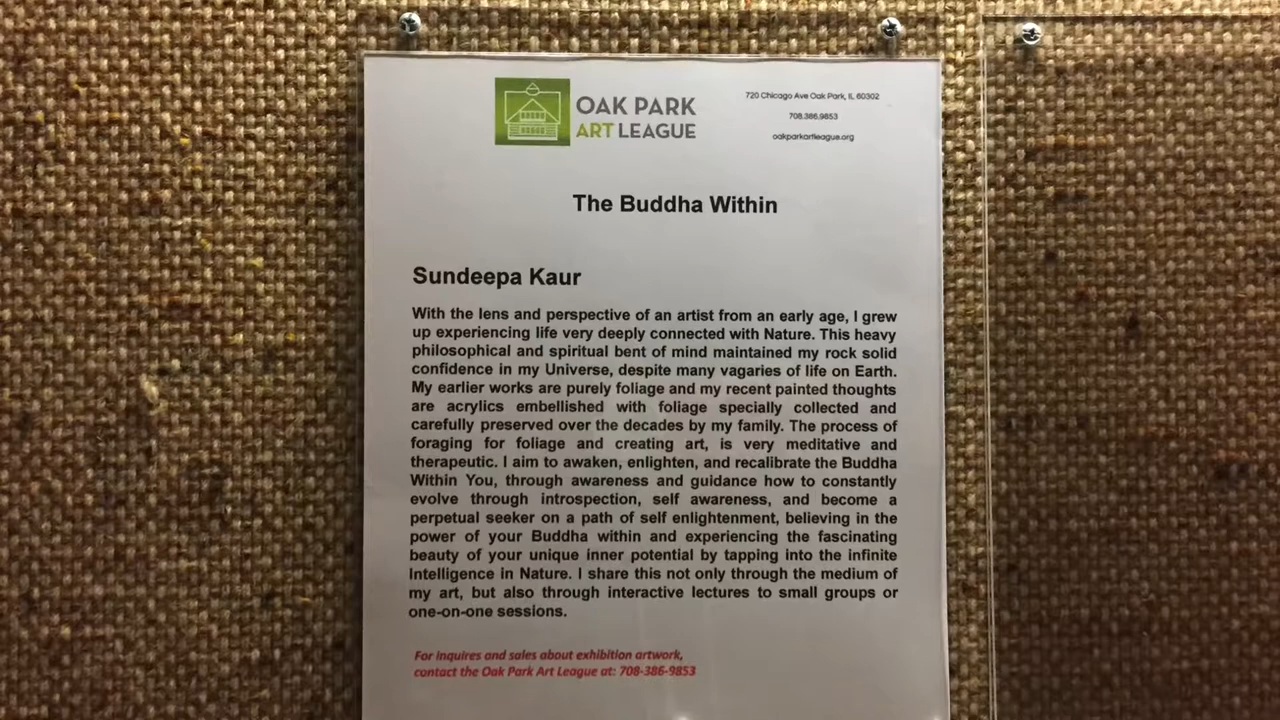 OAK PARK
ART LEAGUE
720 Chicago Ave Oak Park, IL 60302
708.386.9853
oakparkartleague.org
The Buddha Within
Sundeepa Kaur
With the lens and perspective of an artist from an early age, I grew
up experiencing life very deeply connected with Nature. This heavy
philosophical and spiritual bent of mind maintained my rock solid
confidence in my Universe, despite many vagaries of life on Earth.
My earlier works are purely foliage and my recent painted thoughts
are acrylics embellished with foliage specially collected and
carefully preserved over the decades by my family. The process of
foraging for foliage and creating art, is very meditative and
therapeutic. I aim to awaken, enlighten, and recalibrate the Buddha
Within You, through awareness and guidance how to constantly
evolve through introspection, self awareness, and become a
perpetual seeker on a path of self enlightenment, believing in the
power of your Buddha within and experiencing the fascinating
beauty of your unique inner potential by tapping into the infinite
Intelligence in Nature. I share this not only through the medium of
my art, but also through interactive lectures to small groups or
one-on-one sessions.
For inquires and sales about exhibition artwork,
contact the Oak Park Art League at: 708-386-9853